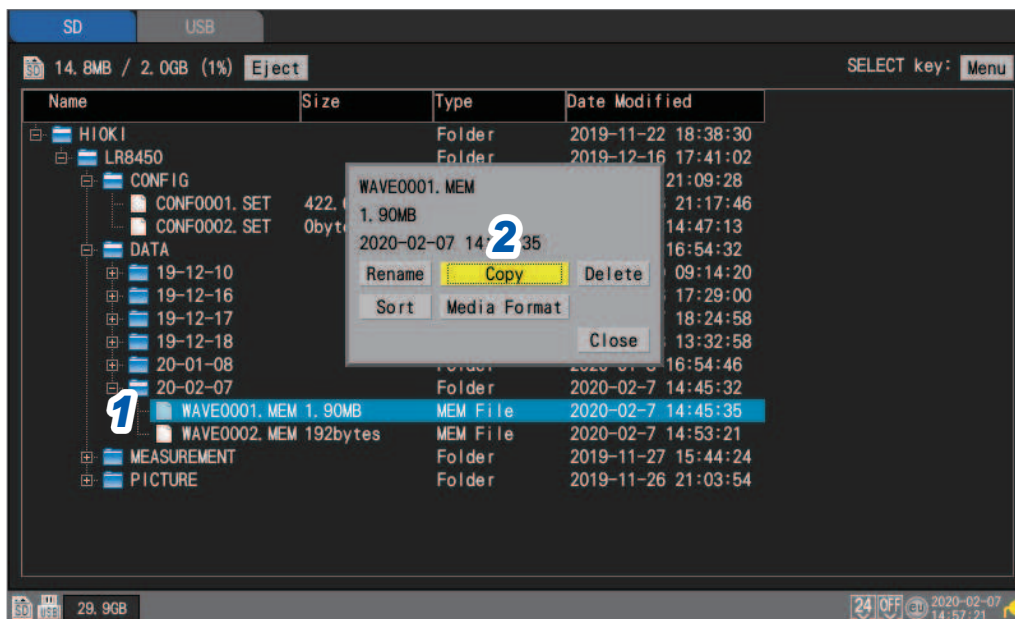 SD USB
SD 14.8MB / 2.0GB (1%) Eject SELECT key: Menu
Name Size Type Date Modified
HIOKI Folder 2019-11-22 18:38:30
LR8450 Folder 2019-12-16 17:41:02
CONFIG 21:09:28
CONF0001.SET 422. 21:17:46
CONF0002.SET 0byt 14:47:13
DATA 16:54:32
19-12-10 09:14:20
19-12-16 17:29:00
19-12-17 18:24:58
19-12-18 13:32:58
20-01-08 16:54:46
20-02-07 Folder 2020-02-7 14:45:32
1 WAVE0001.MEM 1.90MB MEM File 2020-02-7 14:45:35
WAVE0002.MEM 192bytes MEM File 2020-02-7 14:53:21
MEASUREMENT Folder 2019-11-27 15:44:24
PICTURE Folder 2019-11-26 21:03:54
WAVE0001.MEM
1.90MB
2020-02-07 14: 35
2
Rename Copy Delete
Sort Media Format
Close
SD USB 29.9GB 24 OFF eu 2020-02-07
14:57:21